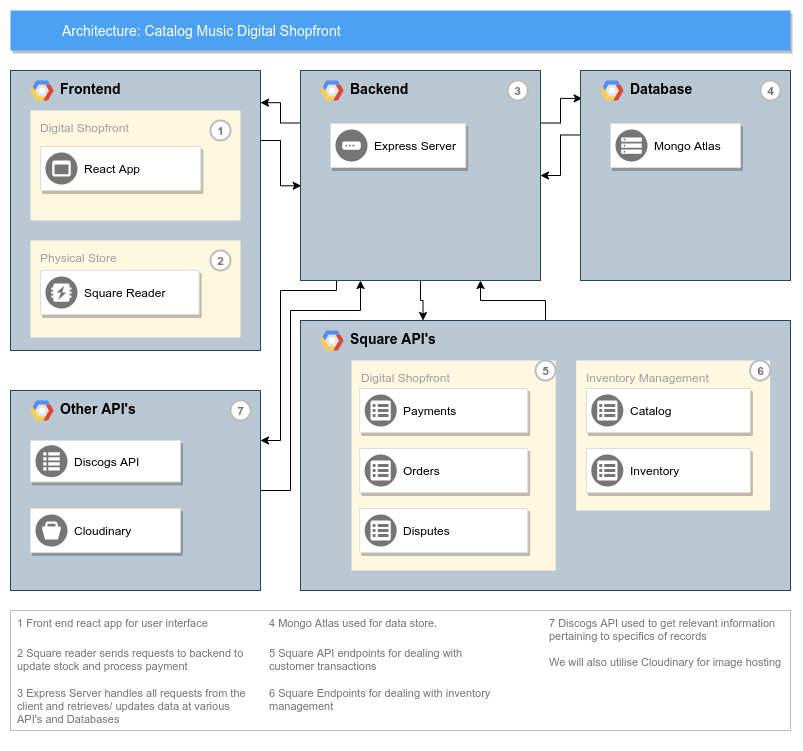 Architecture: Catalog Music Digital Shopfront
Frontend
Digital Shopfront
1
React App
Physical Store
2
Square Reader
Backend
3
Express Server
Database
4
Mongo Atlas
Square API's
Digital Shopfront
5
Payments
Orders
Disputes
Inventory Management
6
Catalog
Inventory
Other API's
7
Discogs API
Cloudinary
1 Front end react app for user interface
2 Square reader sends requests to backend to
update stock and process payment
3 Express Server handles all requests from the
client and retrieves/ updates data at various
API's and Databases
4 Mongo Atlas used for data store.
5 Square API endpoints for dealing with
customer transactions
6 Square Endpoints for dealing with inventory
management
7 Discogs API used to get relevant information
pertaining to specifics of records
We will also utilise Cloudinary for image hosting